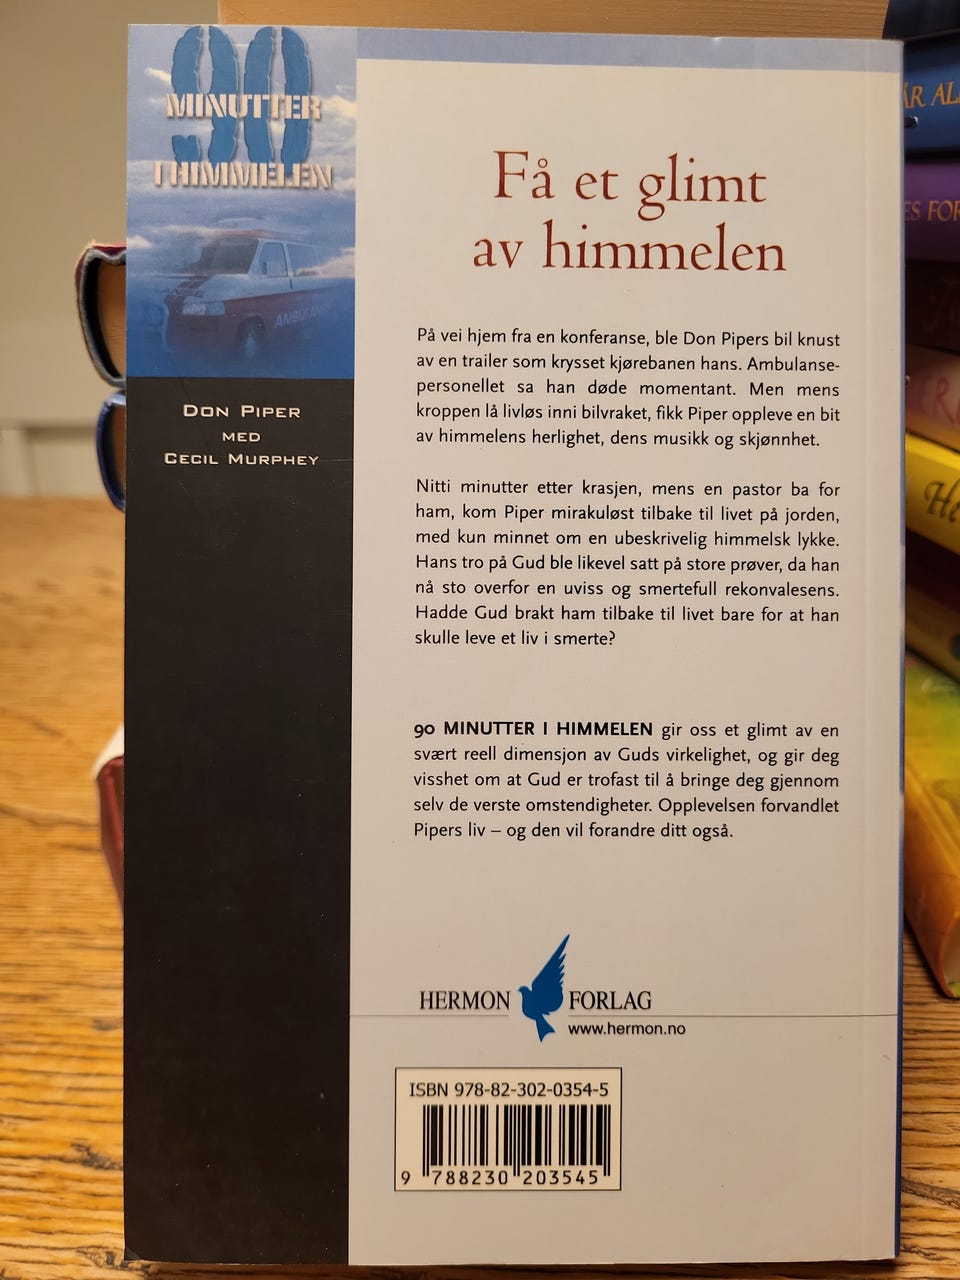 90
MINUTTER
I HIMMELEN
AMBULANSE
DON PIPER
MED
CECIL MURPHEY
Få et glimt
av himmelen
På vei hjem fra en konferanse, ble Don Pipers bil knust
av en trailer som krysset kjørebanen hans. Ambulanse-
personellet sa han døde momentant. Men mens
kroppen lå livløs inni bilvraket, fikk Piper oppleve en bit
av himmelens herlighet, dens musikk og skjønnhet.
Nitti minutter etter krasjen, mens en pastor ba for
ham, kom Piper mirakuløst tilbake til livet på jorden,
med kun minnet om en ubeskrivelig himmelsk lykke.
Hans tro på Gud ble likevel satt på store prøver, da han
nå sto overfor en uviss og smertefull rekonvalesens.
Hadde Gud brakt ham tilbake til livet bare for at han
skulle leve et liv i smerte?
90 MINUTTER I HIMMELEN gir oss et glimt av en
svært reell dimensjon av Guds virkelighet, og gir deg
visshet om at Gud er trofast til å bringe deg gjennom
selv de verste omstendigheter. Opplevelsen forvandlet
Pipers liv – og den vil forandre ditt også.
HERMON FORLAG
www.hermon.no
ISBN 978-82-302-0354-5
9 788230 203545